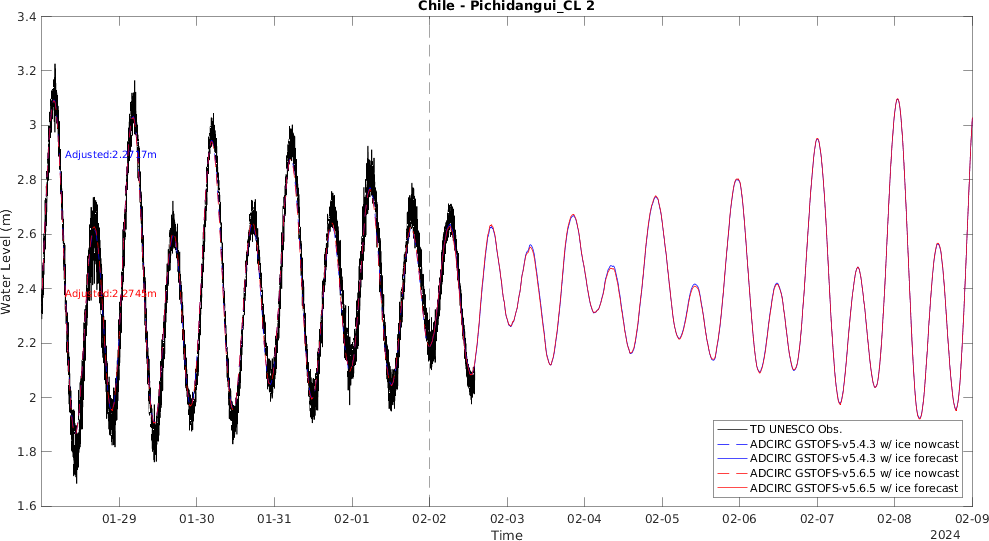 Chile - Pichidangui_CL 2
3.4
3.2
3
2.8
2.6
2.4
2.2
2
1.8
1.6
Water Level (m)
Adjusted:2.2717m
Adjusted:2.2745m
TD UNESCO Obs.
ADCIRC GSTOFS-v5.4.3 w/ ice nowcast
ADCIRC GSTOFS-v5.4.3 w/ ice forecast
ADCIRC GSTOFS-v5.6.5 w/ ice nowcast
ADCIRC GSTOFS-v5.6.5 w/ ice forecast
01-29 01-30 01-31 02-01 02-02 02-03 02-04 02-05 02-06 02-07 02-08 02-09
Time
2024